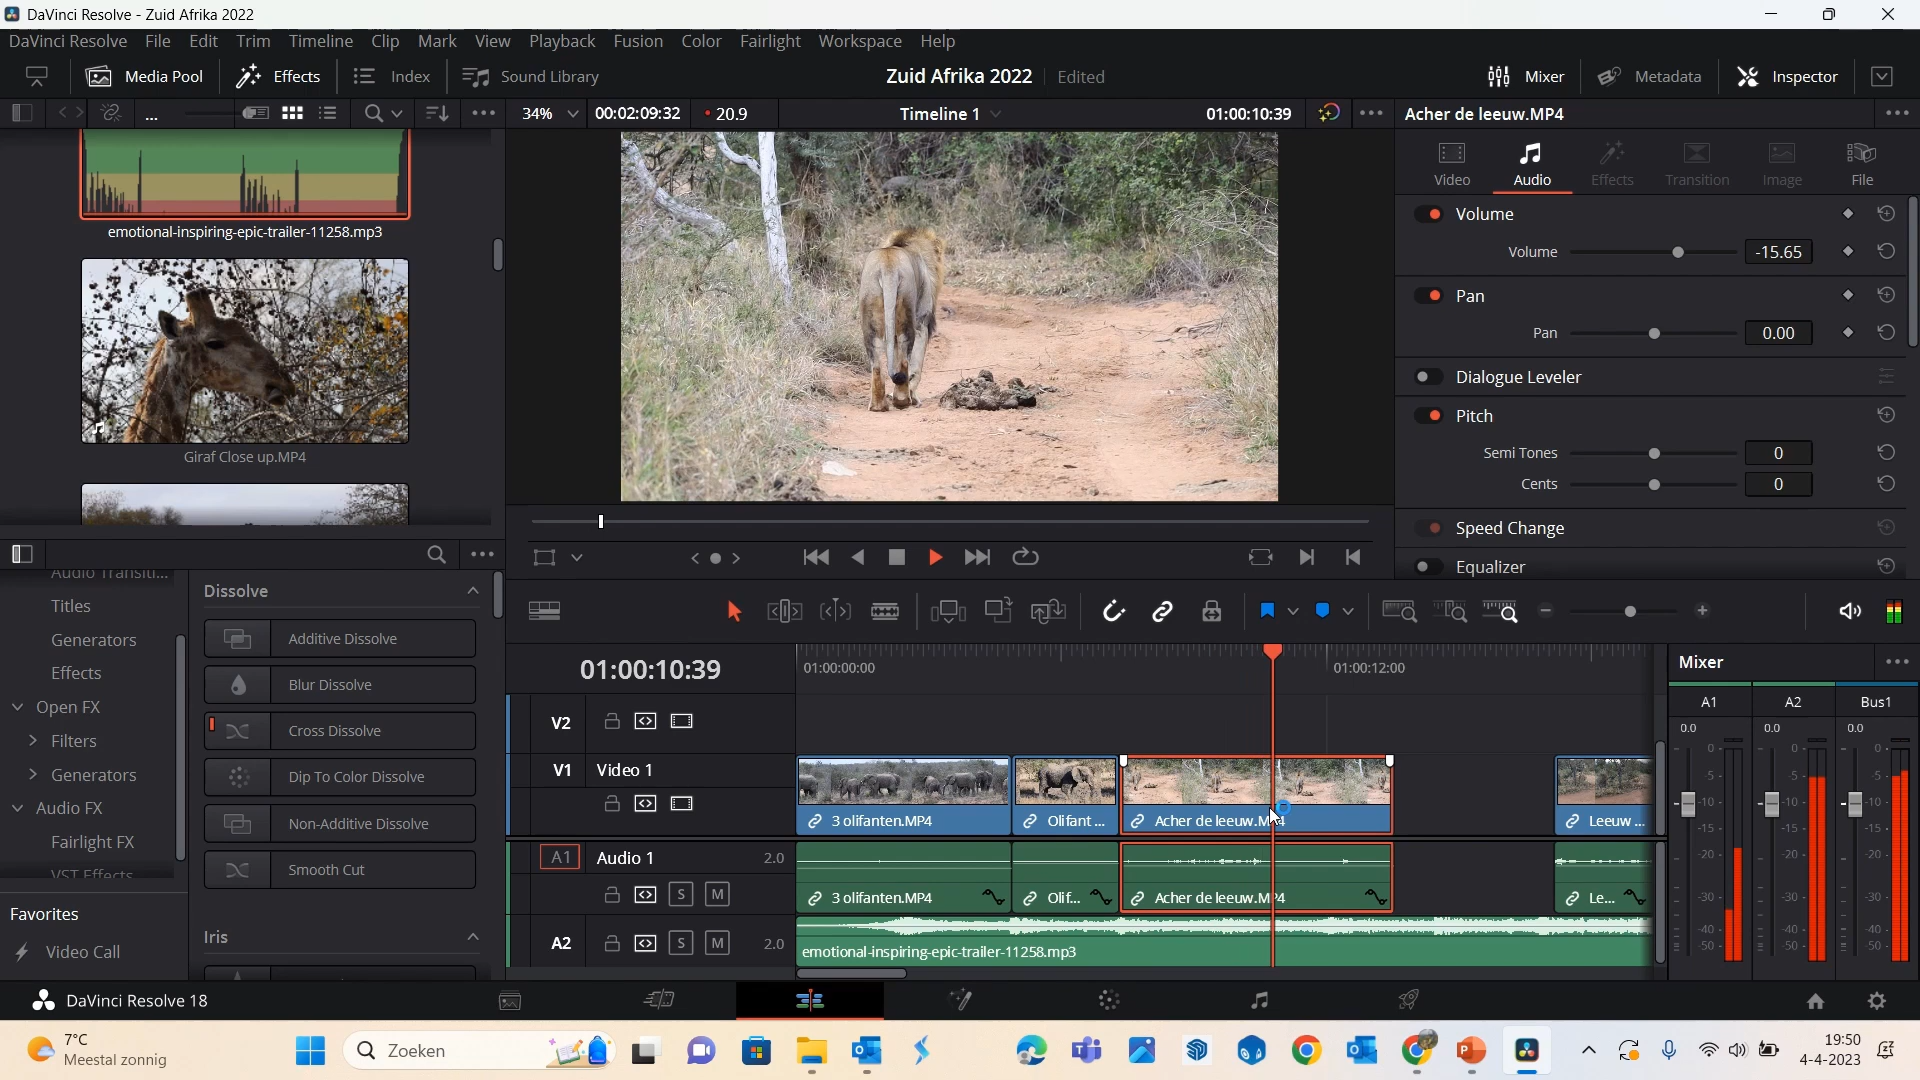 DaVinci Resolve - Zuid Afrika 2022
DaVinci Resolve File Edit Trim Timeline Clip Mark View Playback Fusion Color Fairlight Workspace Help
Media Pool Effects Index Sound Library Zuid Afrika 2022 Edited Mixer Metadata Inspector
... 34% 00:02:09:32 20.9 Timeline 1 01:00:10:39 Acher de leeuw.MP4
Video Audio Effects Transition Image File
emotional-inspiring-epic-trailer-11258.mp3
Giraf Close up.MP4
Volume
Volume -15.65
Pan
Pan 0.00
Dialogue Leveler
Pitch
Semi Tones 0
Cents 0
Speed Change
Equalizer
Audio Transiti...
Titles
Generators
Effects
Open FX
Filters
Generators
Audio FX
Fairlight FX
VST Effects
Favorites
Video Call
Dissolve
Additive Dissolve
Blur Dissolve
Cross Dissolve
Dip To Color Dissolve
Non-Additive Dissolve
Smooth Cut
Iris
01:00:10:39 01:00:00:00 01:00:12:00
V2
V1 Video 1
3 olifanten.MP4 Olifant ... Acher de leeuw.MP4 Leeuw ...
A1 Audio 1 2.0
S M 3 olifanten.MP4 Olif... Acher de leeuw.MP4 Le...
A2 S M 2.0
emotional-inspiring-epic-trailer-11258.mp3
Mixer
A1 A2 Bus1
0.0 0.0 0.0
0 0 0
-5 -5 -5
-10 -10 -10
-15 -15 -15
-20 -20 -20
-30 -30 -30
-40 -40 -40
-50 -50 -50
DaVinci Resolve 18
7°C
Meestal zonnig
Zoeken
19:50
4-4-2023